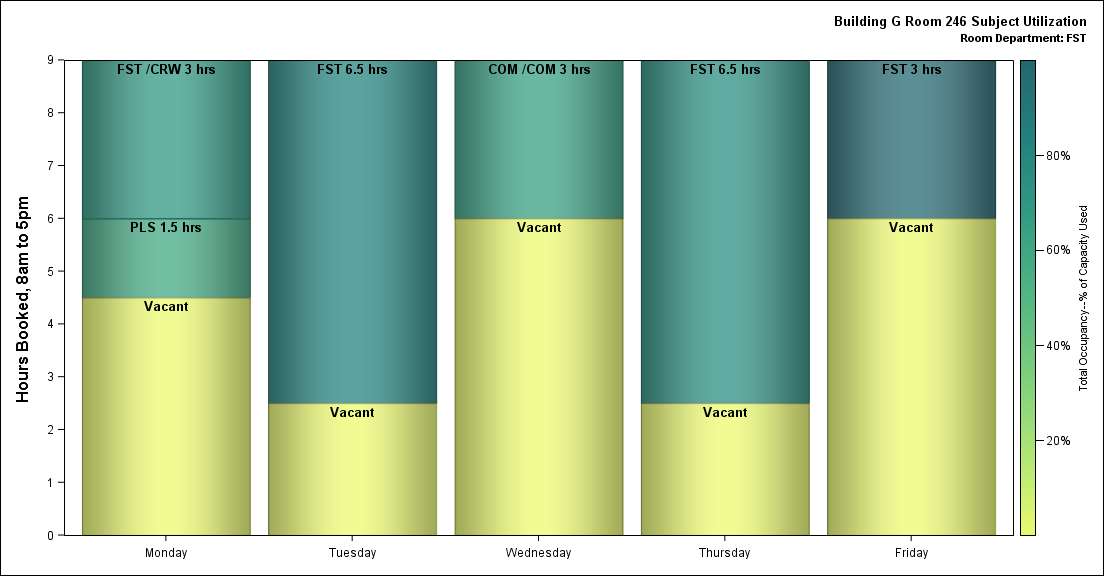 Building G Room 246 Subject Utilization
Room Department: FST
Hours Booked, 8am to 5pm
9
8
7
6
5
4
3
2
1
0
FST /CRW 3 hrs
PLS 1.5 hrs
Vacant
FST 6.5 hrs
Vacant
COM /COM 3 hrs
Vacant
FST 6.5 hrs
Vacant
FST 3 hrs
Vacant
Monday
Tuesday
Wednesday
Thursday
Friday
80%
60%
40%
20%
Total Occupancy--% of Capacity Used